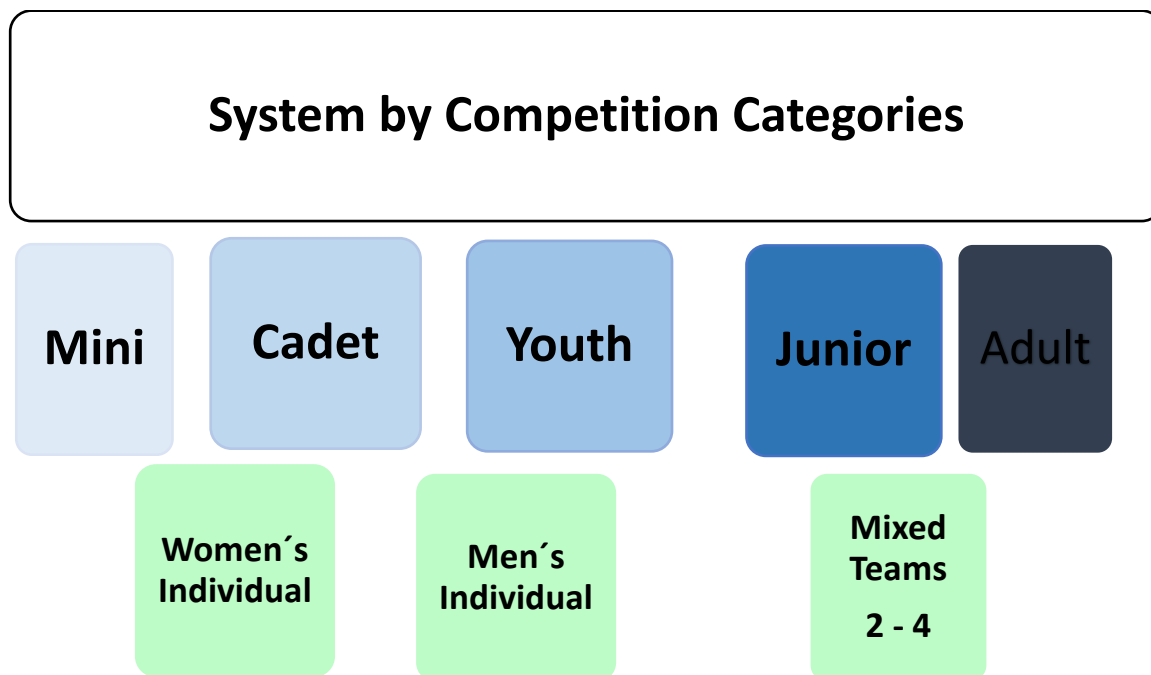 System by Competition Categories
Mini
Cadet
Youth
Junior
Adult
Women´s
Individual
Men´s
Individual
Mixed
Teams
2 - 4